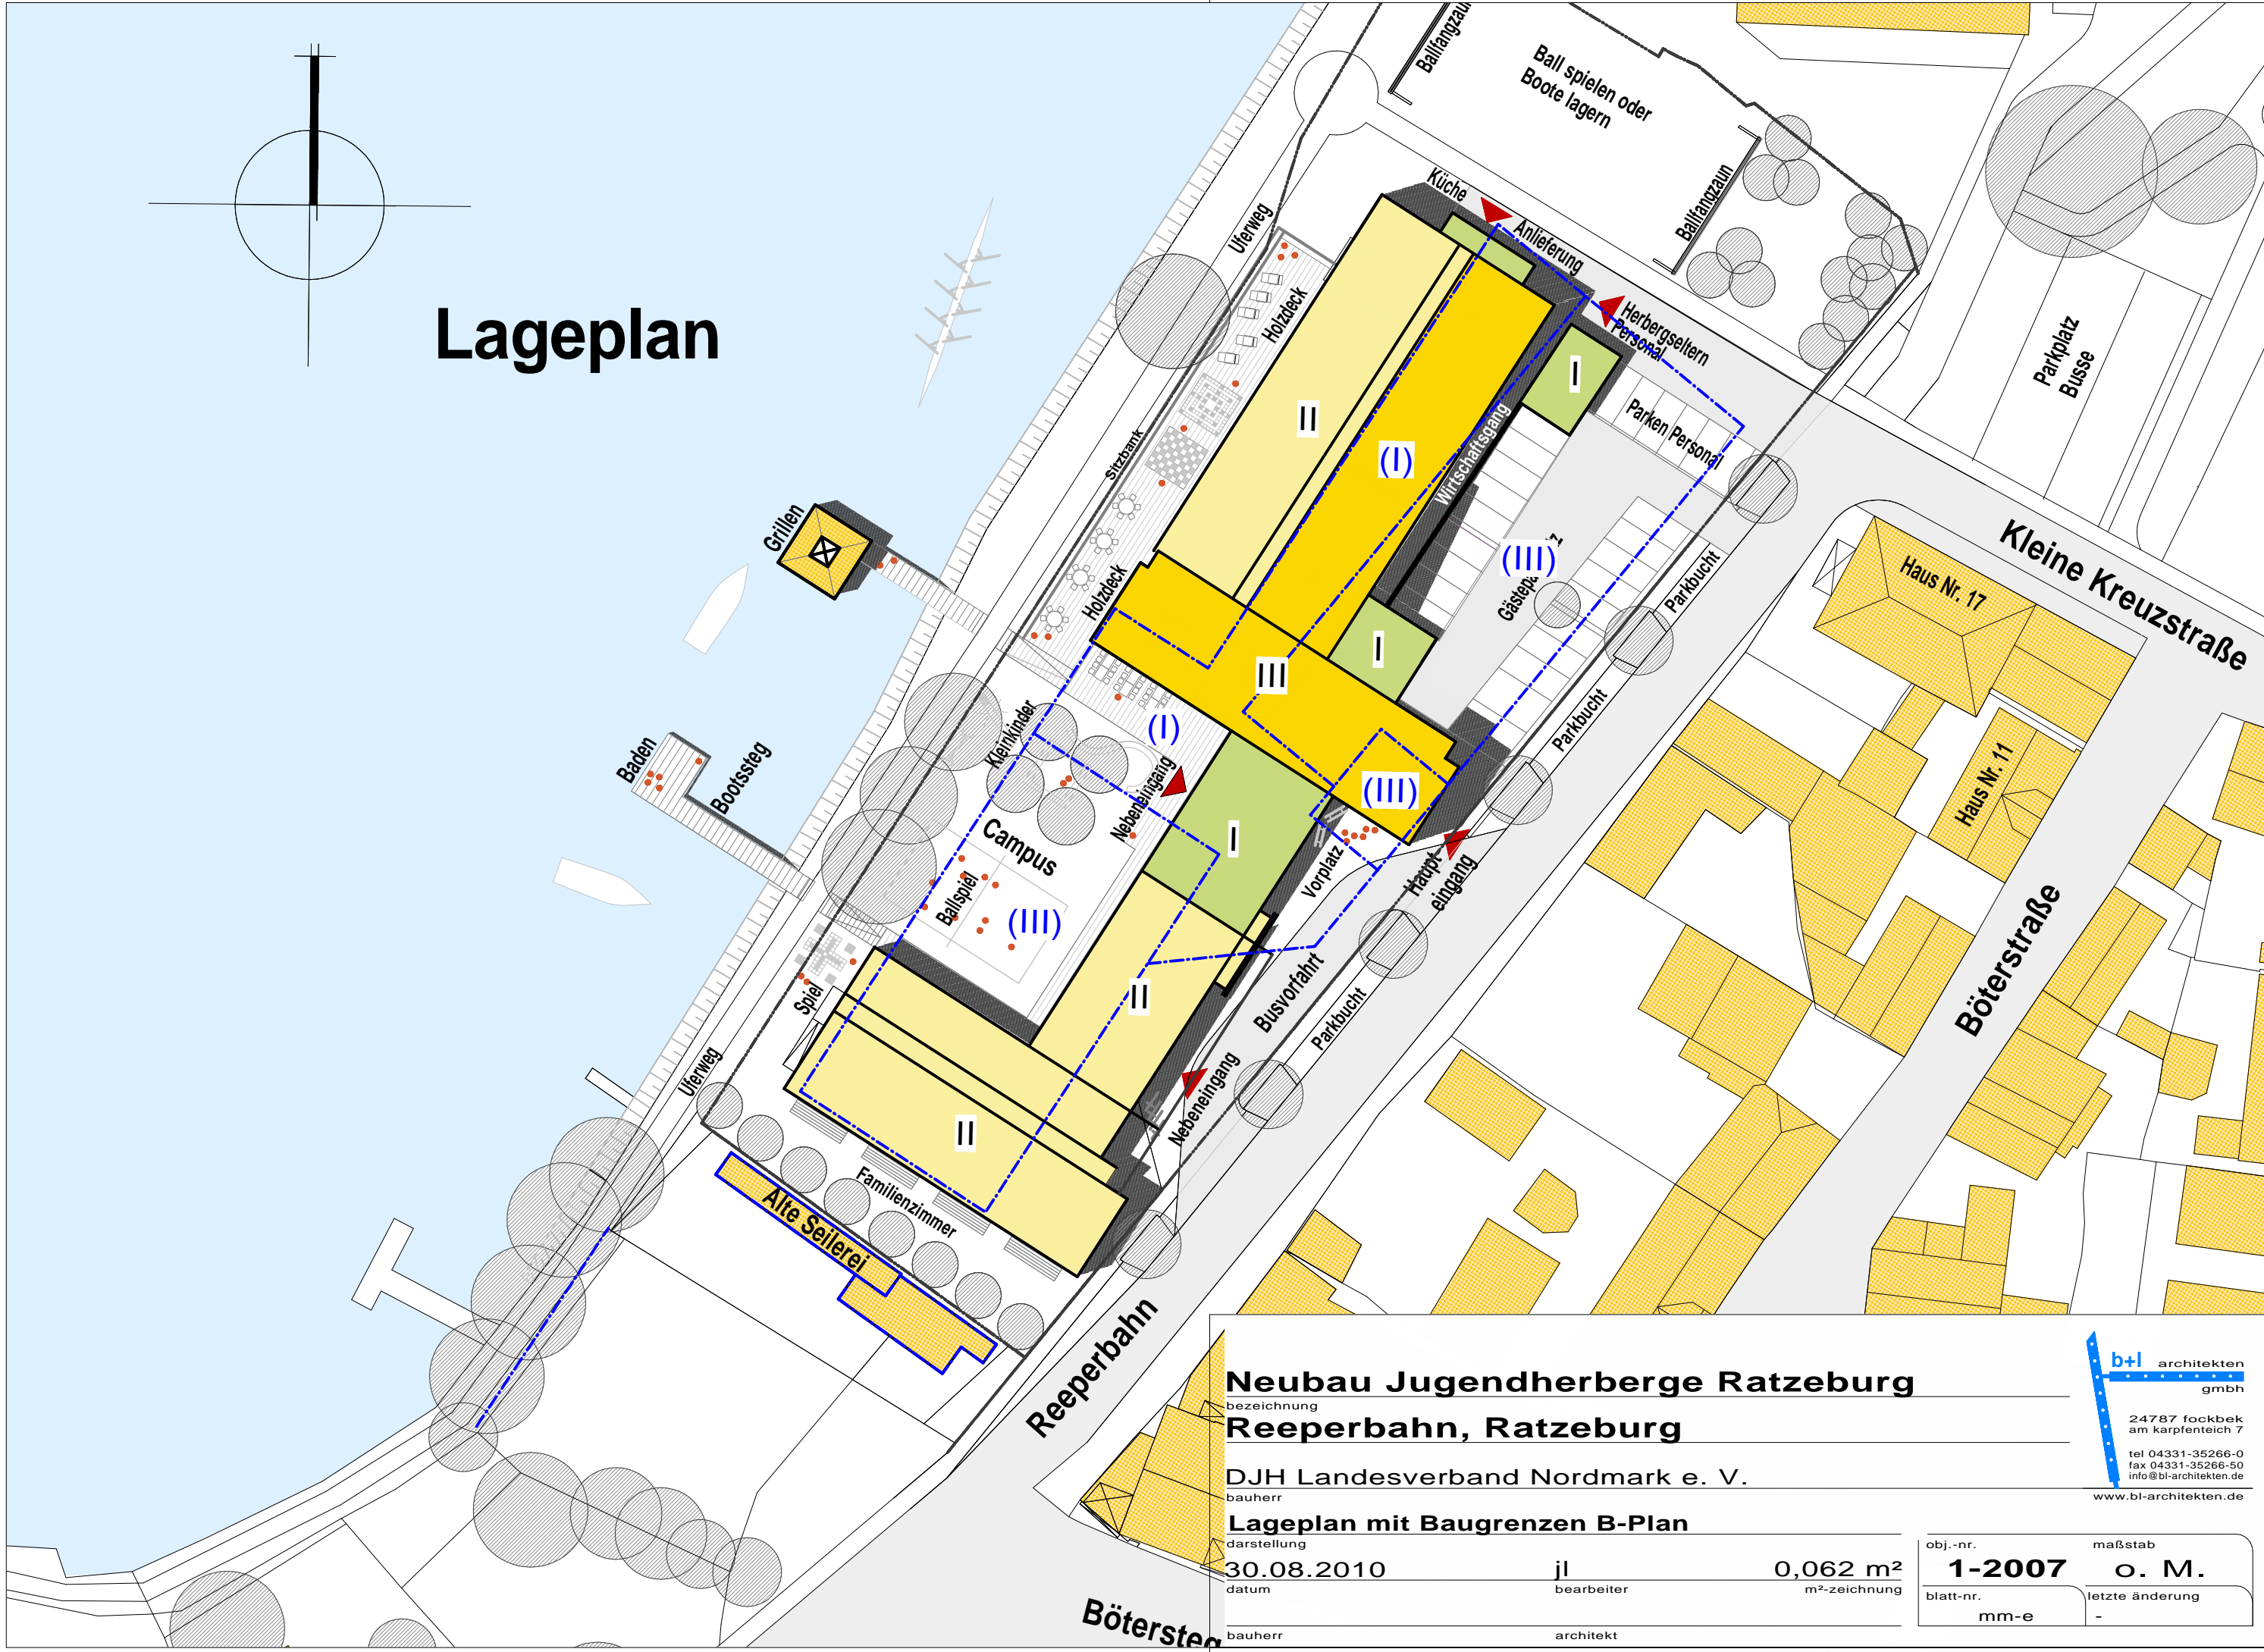 Lageplan
Ballfangzaun
Ball spielen oder
Boote lagern
Ballfangzaun
Küche
Anlieferung
Herbergseltern
Personal
Uferweg
Holzdeck
Sitzbank
Holzdeck
II
(I)
I
Wirtschaftsgang
Parken Personal
Parkplatz
Busse
(III)
Parkbucht
Kleine Kreuzstraße
Haus Nr. 17
Haus Nr. 11
Böterstraße
Grillen
Baden
Bootssteg
Kleinkinder
(I)
III
I
Nebeneingang
Campus
Ballspiel
(III)
I
(III)
Vorplatz
Haupt-
eingang
Parkbucht
Busvorfahrt
Parkbucht
Spiel
II
Nebeneingang
Uferweg
II
Familienzimmer
Alte Seilerei
Reeperbahn
Bötersteg
Neubau Jugendherberge Ratzeburg
bezeichnung
Reeperbahn, Ratzeburg
DJH Landesverband Nordmark e. V.
bauherr
Lageplan mit Baugrenzen B-Plan
darstellung
30.08.2010 jl 0,062 m²
datum bearbeiter m²-zeichnung
bauherr architekt
b+l architekten
gmbh
24787 fockbek
am karpfenteich 7
tel 04331-35266-0
fax 04331-35266-50
info@bl-architekten.de
www.bl-architekten.de
obj.-nr. maßstab
1-2007 o. M.
blatt-nr. letzte änderung
mm-e -